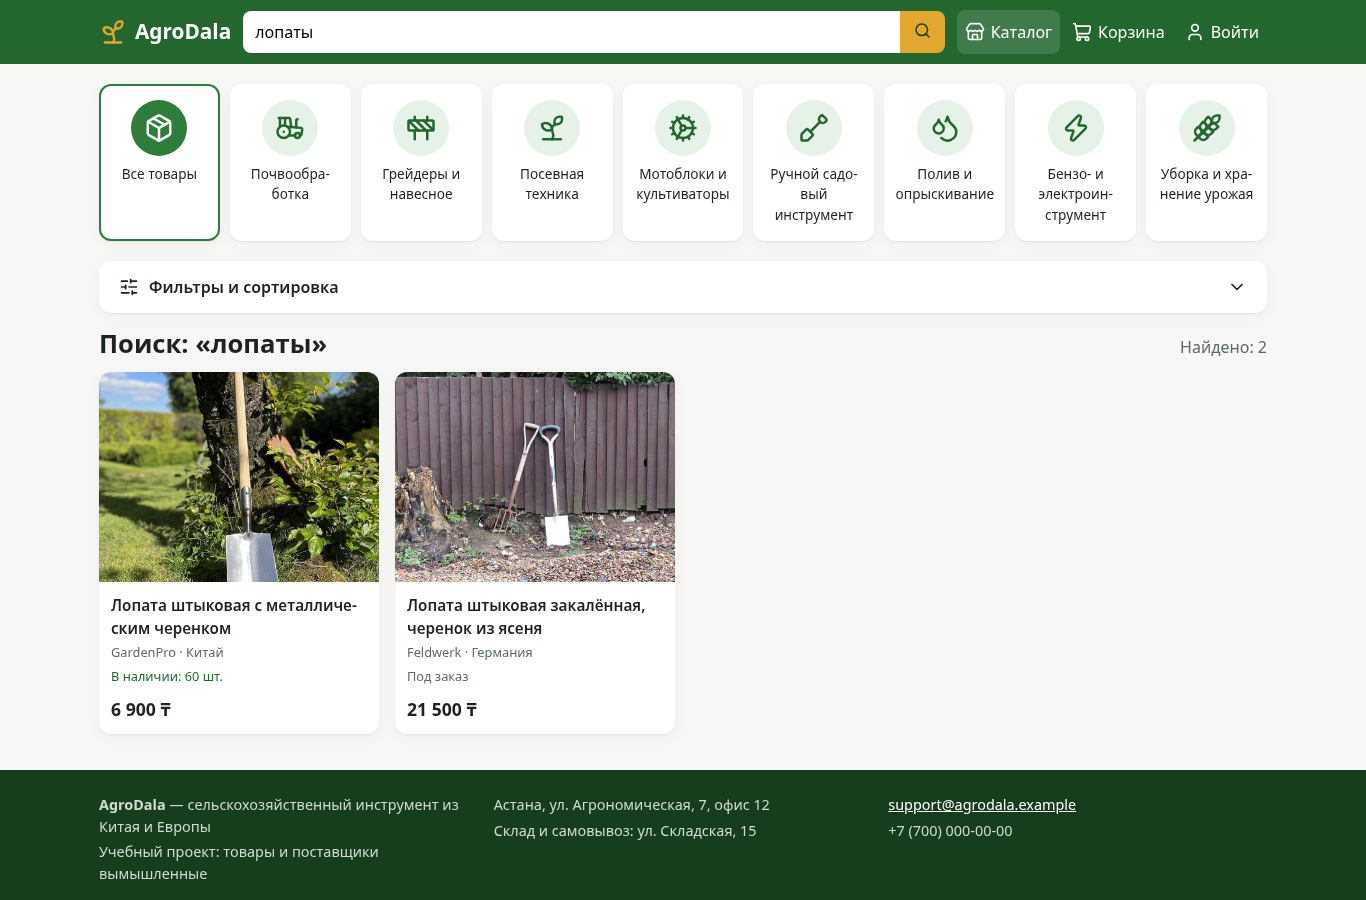 AgroDala
лопаты
Каталог
Корзина
Войти
Все товары
Почвообра-
ботка
Грейдеры и
навесное
Посевная
техника
Мотоблоки и
культиваторы
Ручной садо-
вый
инструмент
Полив и
опрыскивание
Бензо- и
электроин-
струмент
Уборка и хра-
нение урожая
Фильтры и сортировка
Поиск: «лопаты»
Найдено: 2
Лопата штыковая с металличе-
ским черенком
GardenPro · Китай
В наличии: 60 шт.
6 900 ₸
Лопата штыковая закалённая,
черенок из ясеня
Feldwerk · Германия
Под заказ
21 500 ₸
AgroDala — сельскохозяйственный инструмент из
Китая и Европы
Учебный проект: товары и поставщики
вымышленные
Астана, ул. Агрономическая, 7, офис 12
Склад и самовывоз: ул. Складская, 15
support@agrodala.example
+7 (700) 000-00-00